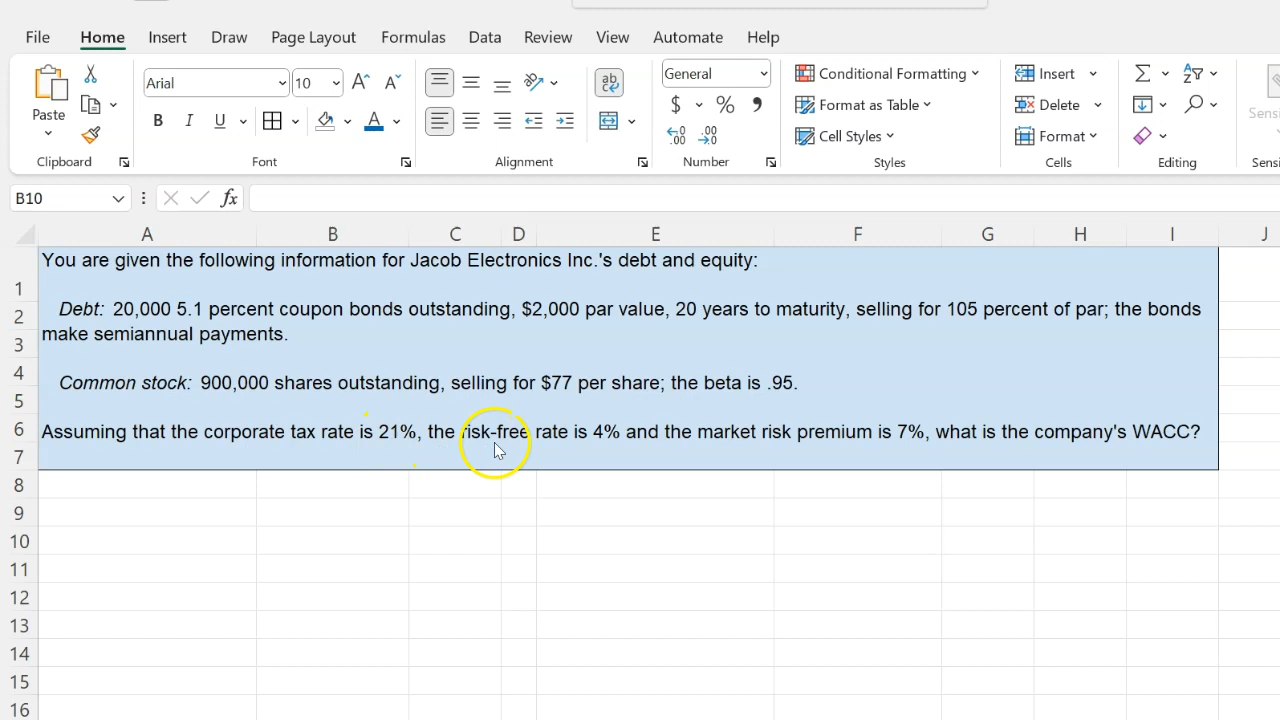 File Home Insert Draw Page Layout Formulas Data Review View Automate Help
Arial 10 General Conditional Formatting Insert
Paste Format as Table Delete
Cell Styles Format
Clipboard Font Alignment Number Styles Cells Editing
B10 fx
A B C D E F G H I J
You are given the following information for Jacob Electronics Inc.'s debt and equity:
1
Debt: 20,000 5.1 percent coupon bonds outstanding, $2,000 par value, 20 years to maturity, selling for 105 percent of par; the bonds
2
make semiannual payments.
3
4
Common stock: 900,000 shares outstanding, selling for $77 per share; the beta is .95.
5
6
Assuming that the corporate tax rate is 21%, the risk-free rate is 4% and the market risk premium is 7%, what is the company's WACC?
7
8
9
10
11
12
13
14
15
16